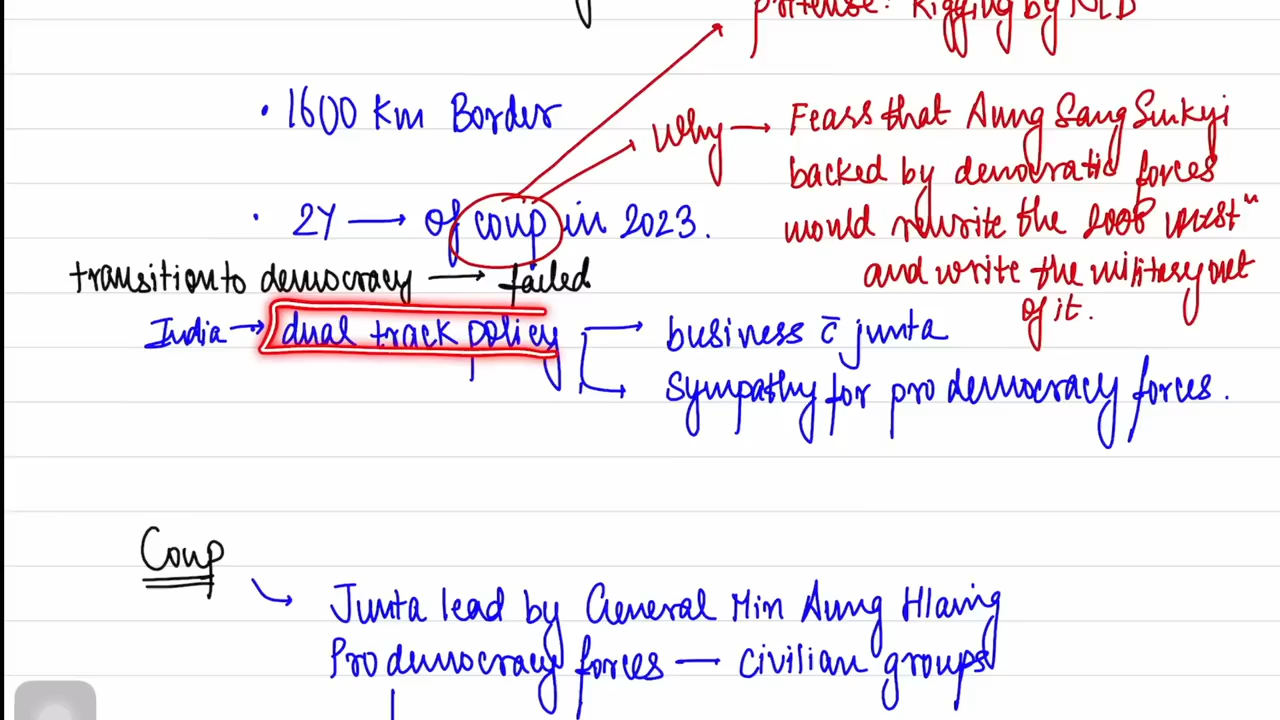 pretense: Rigging by NLD
• 1600 Km Border
Why → Fears that Aung Sang Sukyi
backed by democratic forces
would rewrite the 2008 const"
and write the military out
of it.
• 2Y → of coup in 2023.
transition to democracy → failed
India → dual track policy
→ business c̄ junta
→ Sympathy for pro democracy forces.
Coup
Junta lead by General Min Aung Hlaing
Pro democracy forces — civilian groups